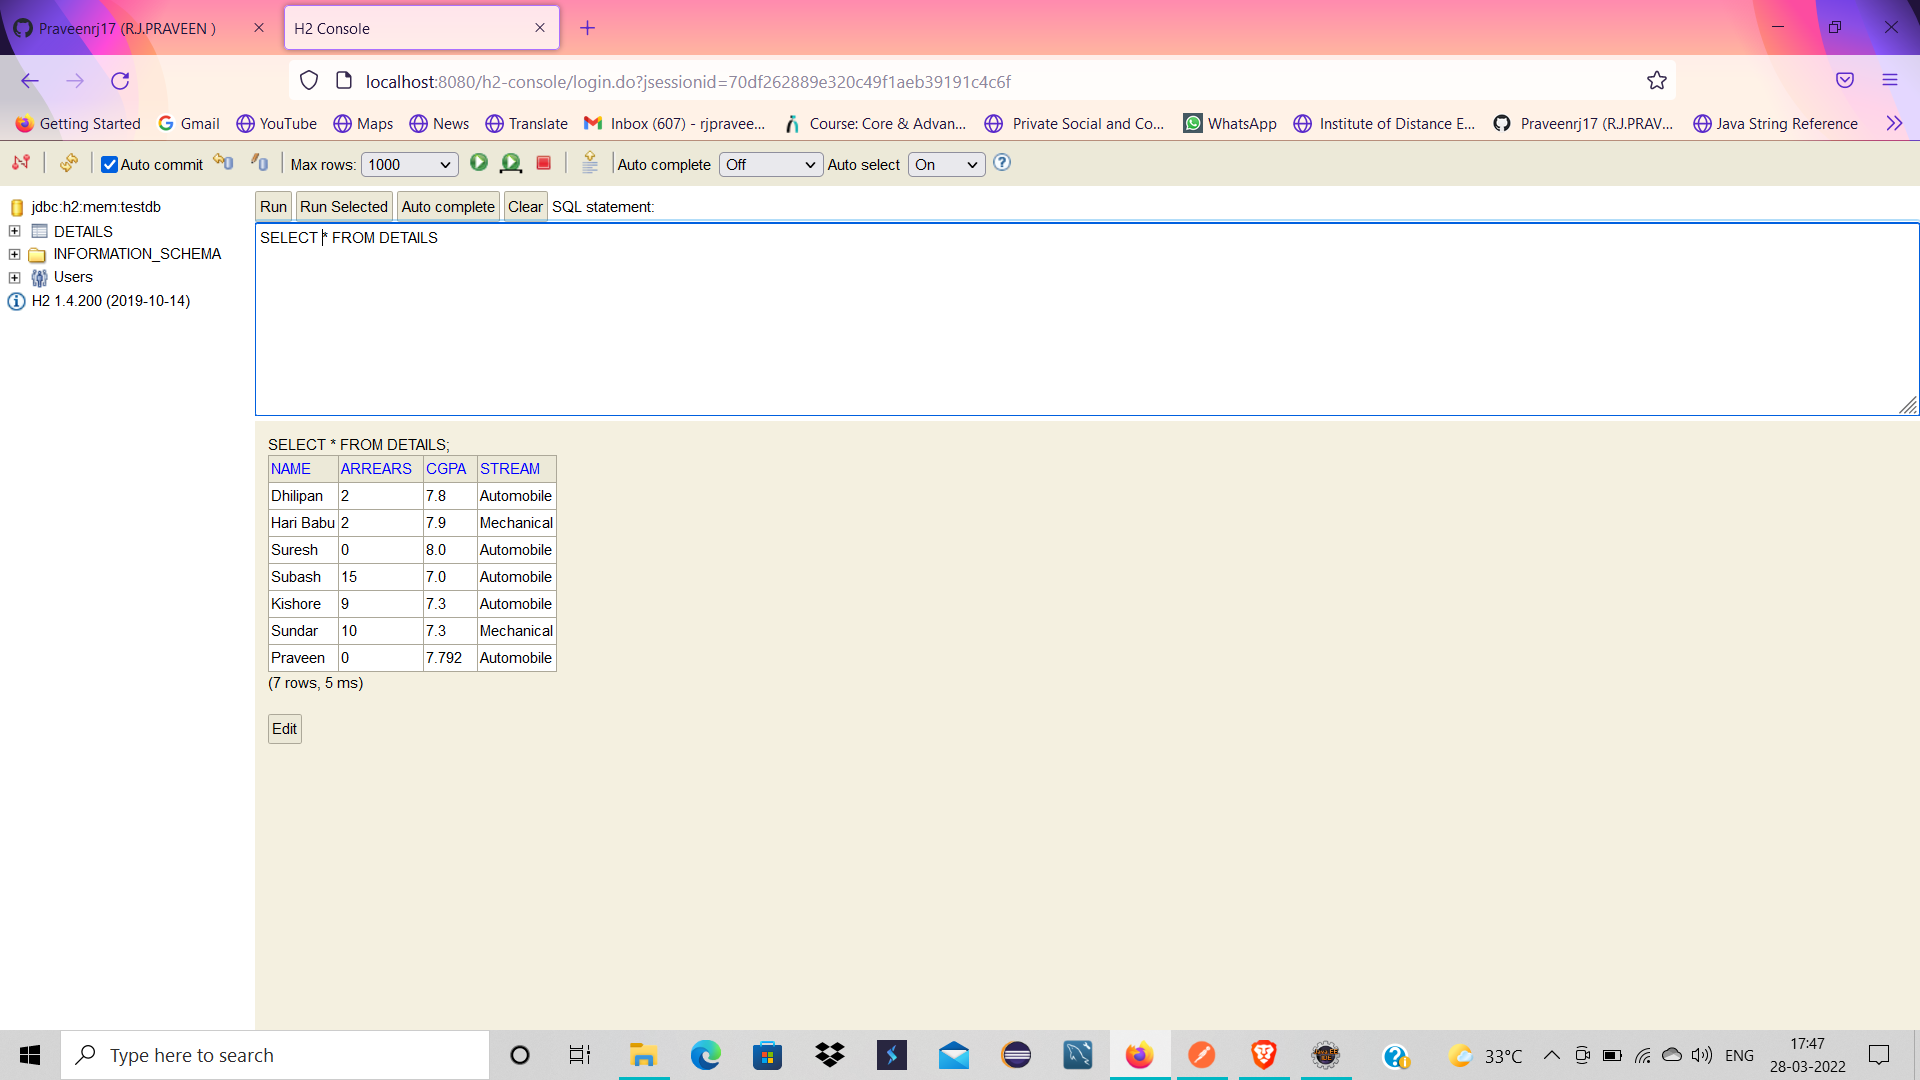 Praveenrj17 (R.J.PRAVEEN )
H2 Console
localhost:8080/h2-console/login.do?jsessionid=70df262889e320c49f1aeb39191c4c6f
Getting Started Gmail YouTube Maps News Translate Inbox (607) - rjpravee... Course: Core & Advan... Private Social and Co... WhatsApp Institute of Distance E... Praveenrj17 (R.J.PRAV... Java String Reference
Auto commit Max rows: 1000 Auto complete Off Auto select On
jdbc:h2:mem:testdb
DETAILS
INFORMATION_SCHEMA
Users
H2 1.4.200 (2019-10-14)
Run Run Selected Auto complete Clear SQL statement:
SELECT * FROM DETAILS
SELECT * FROM DETAILS;
NAME ARREARS CGPA STREAM
Dhilipan 2 7.8 Automobile
Hari Babu 2 7.9 Mechanical
Suresh 0 8.0 Automobile
Subash 15 7.0 Automobile
Kishore 9 7.3 Automobile
Sundar 10 7.3 Mechanical
Praveen 0 7.792 Automobile
(7 rows, 5 ms)
Edit
Type here to search
33°C
ENG
17:47
28-03-2022